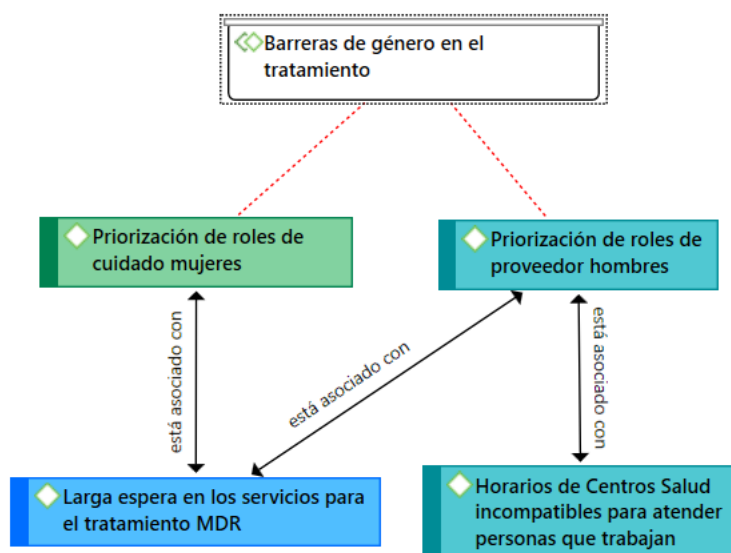 Barreras de género en el
tratamiento
Priorización de roles de
cuidado mujeres
Priorización de roles de
proveedor hombres
está asociado con
está asociado con
está asociado con
Larga espera en los servicios para
el tratamiento MDR
Horarios de Centros Salud
incompatibles para atender
personas que trabajan